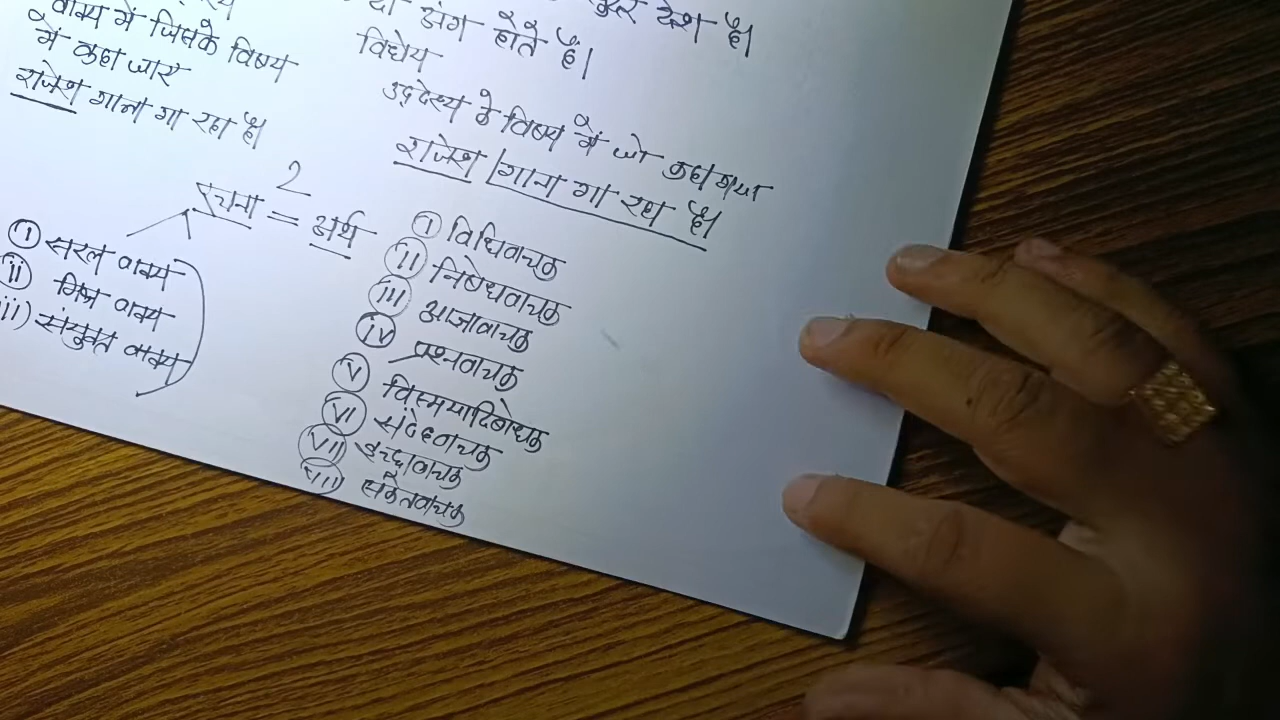 देश है।
दो अंग होते हैं।
वाक्य में जिसके विषय
में कहा जाए
राजेश गाना गा रहा है।
विधेय
उद्देश्य के विषय में जो कहा गया
राजेश | गाना गा रहा है।
2
रचना = अर्थ
i सरल वाक्य
ii मिश्र वाक्य
iii) संयुक्त वाक्य
i विधिवाचक
ii निषेधवाचक
iii आज्ञावाचक
iv प्रश्नवाचक
v विस्मयादिबोधक
vi संदेहवाचक
vii इच्छावाचक
viii संकेतवाचक